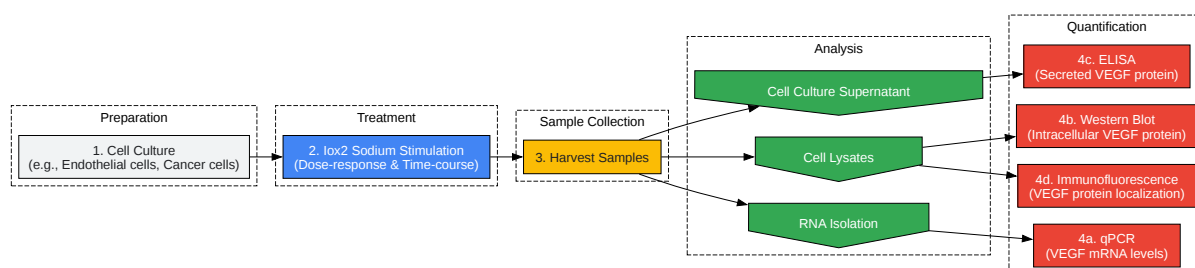 Preparation
1. Cell Culture
(e.g., Endothelial cells, Cancer cells)
Treatment
2. Iox2 Sodium Stimulation
(Dose-response & Time-course)
Sample Collection
3. Harvest Samples
Analysis
Cell Culture Supernatant
Cell Lysates
RNA Isolation
Quantification
4c. ELISA
(Secreted VEGF protein)
4b. Western Blot
(Intracellular VEGF protein)
4d. Immunofluorescence
(VEGF protein localization)
4a. qPCR
(VEGF mRNA levels)